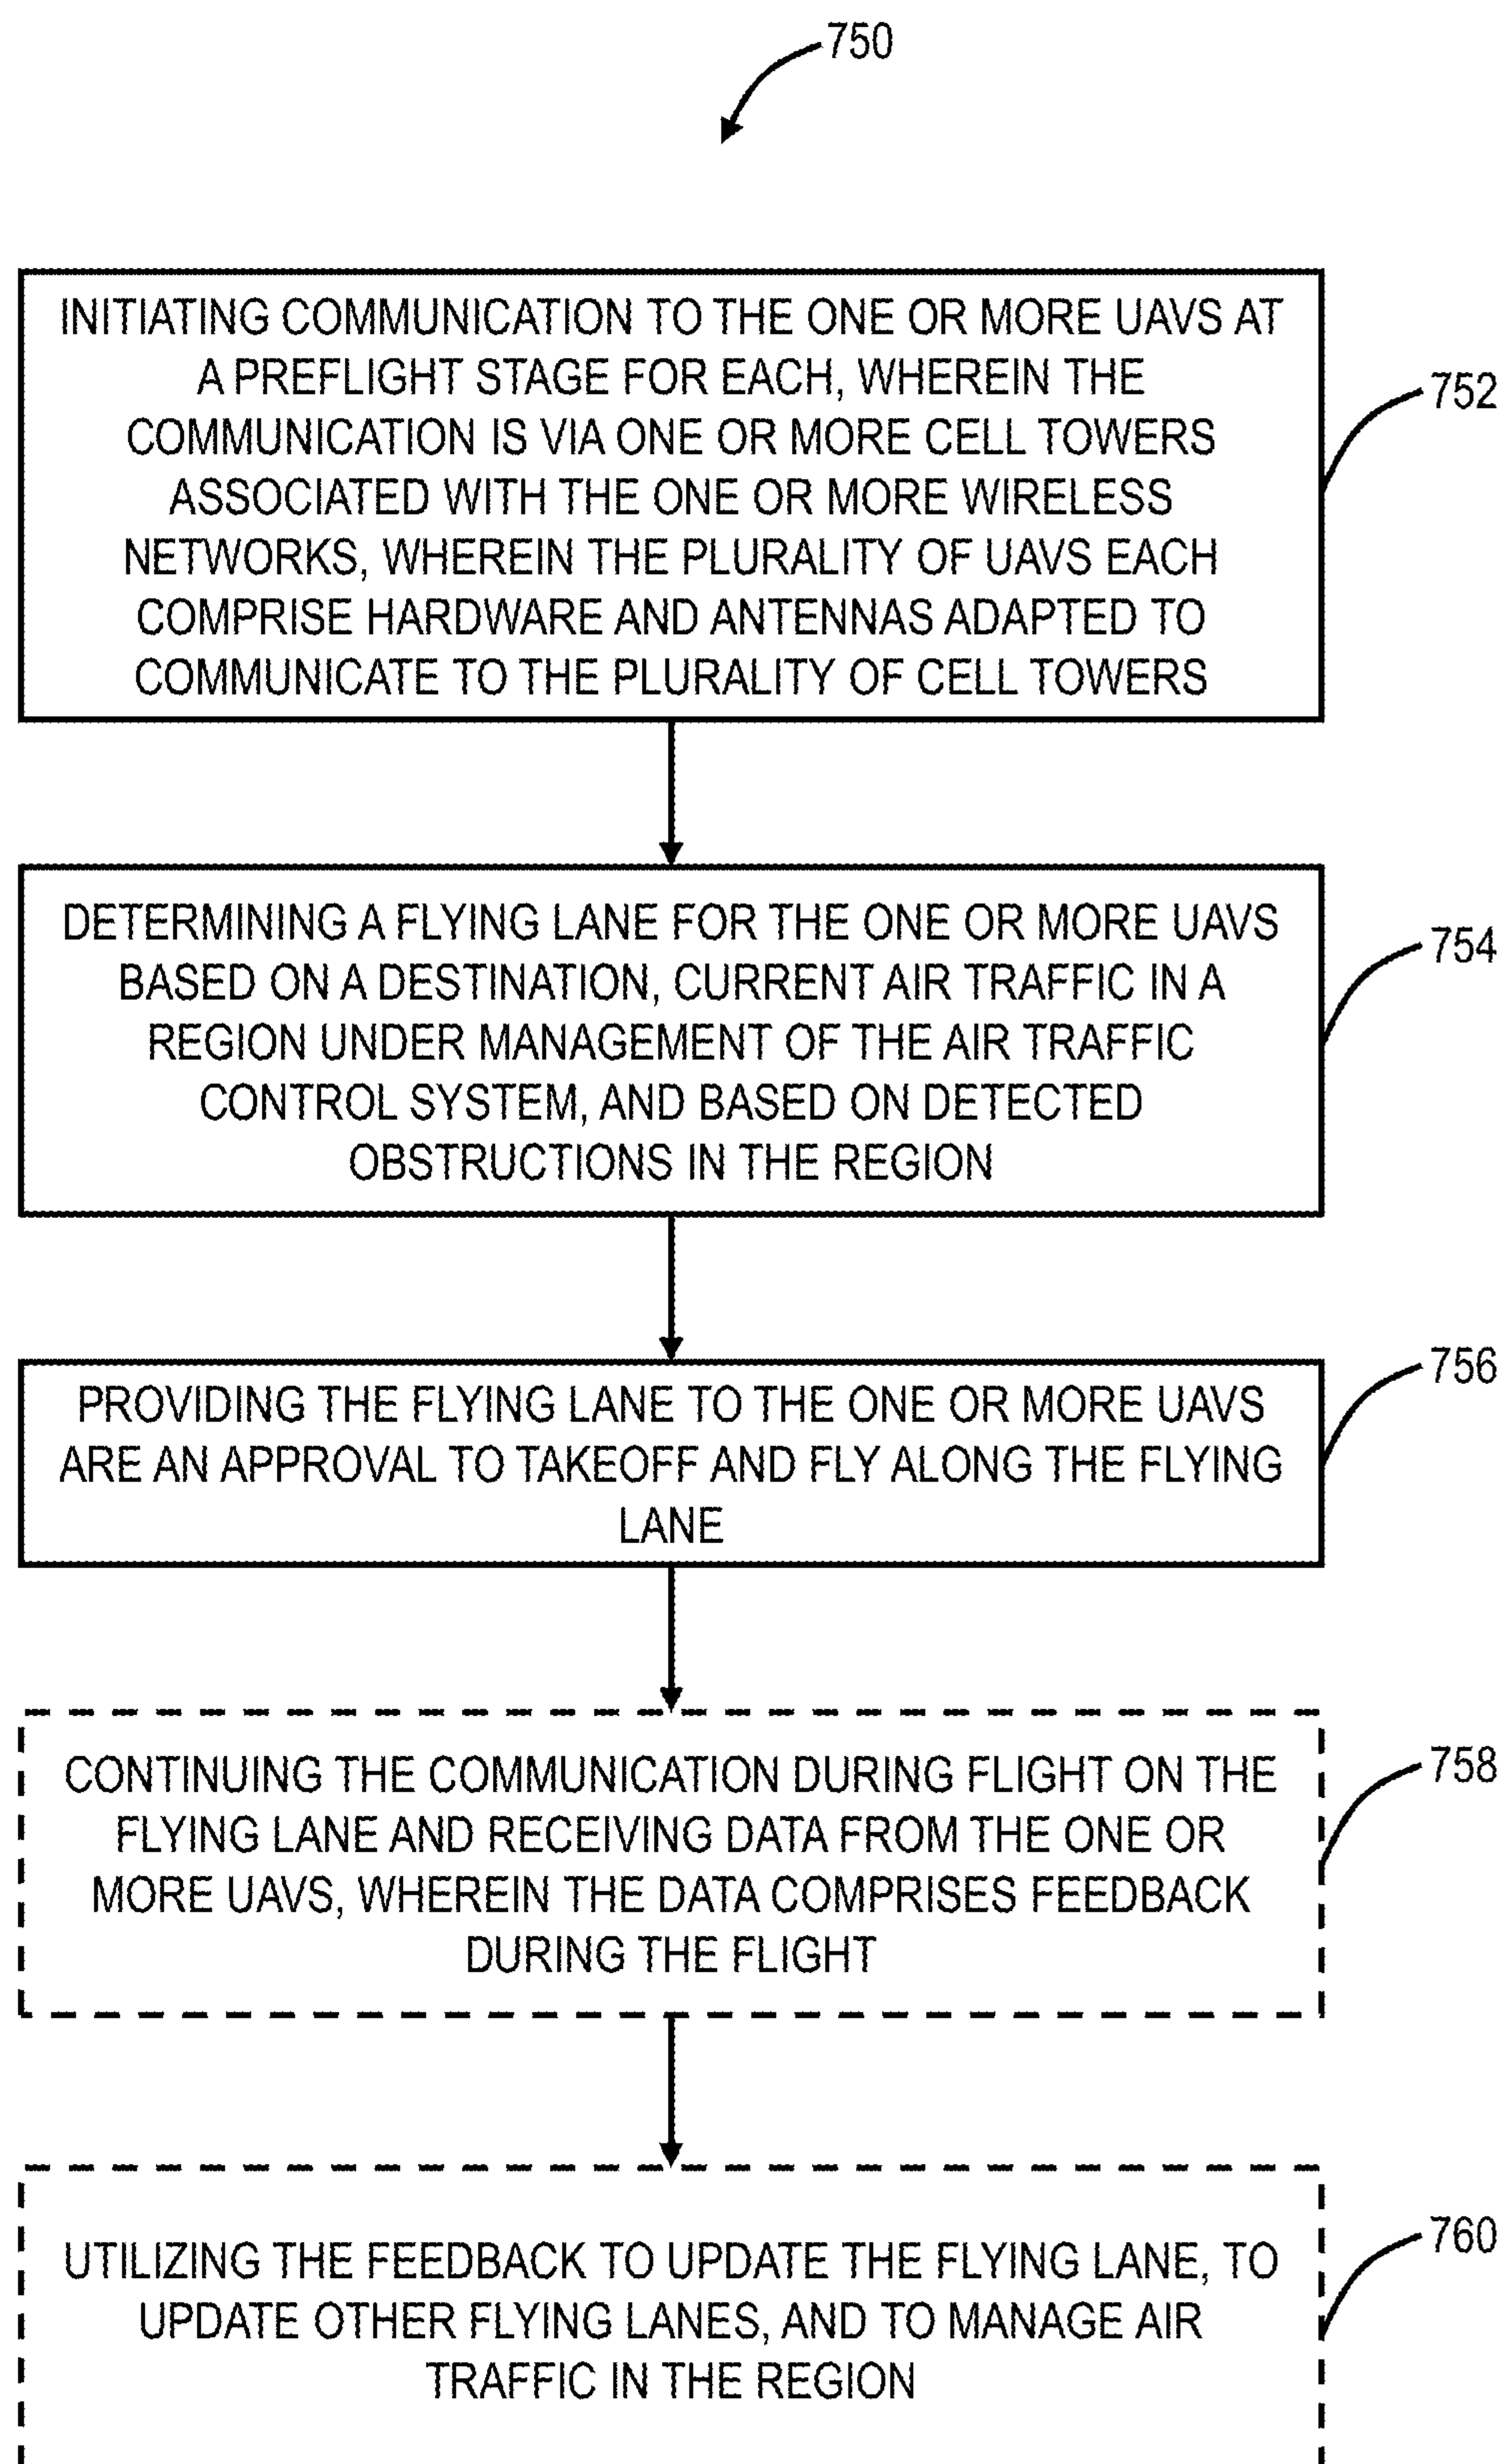 750
INITIATING COMMUNICATION TO THE ONE OR MORE UAVS AT
A PREFLIGHT STAGE FOR EACH, WHEREIN THE
COMMUNICATION IS VIA ONE OR MORE CELL TOWERS
ASSOCIATED WITH THE ONE OR MORE WIRELESS
NETWORKS, WHEREIN THE PLURALITY OF UAVS EACH
COMPRISE HARDWARE AND ANTENNAS ADAPTED TO
COMMUNICATE TO THE PLURALITY OF CELL TOWERS
752
DETERMINING A FLYING LANE FOR THE ONE OR MORE UAVS
BASED ON A DESTINATION, CURRENT AIR TRAFFIC IN A
REGION UNDER MANAGEMENT OF THE AIR TRAFFIC
CONTROL SYSTEM, AND BASED ON DETECTED
OBSTRUCTIONS IN THE REGION
754
PROVIDING THE FLYING LANE TO THE ONE OR MORE UAVS
ARE AN APPROVAL TO TAKEOFF AND FLY ALONG THE FLYING
LANE
756
CONTINUING THE COMMUNICATION DURING FLIGHT ON THE
FLYING LANE AND RECEIVING DATA FROM THE ONE OR
MORE UAVS, WHEREIN THE DATA COMPRISES FEEDBACK
DURING THE FLIGHT
758
UTILIZING THE FEEDBACK TO UPDATE THE FLYING LANE, TO
UPDATE OTHER FLYING LANES, AND TO MANAGE AIR
TRAFFIC IN THE REGION
760